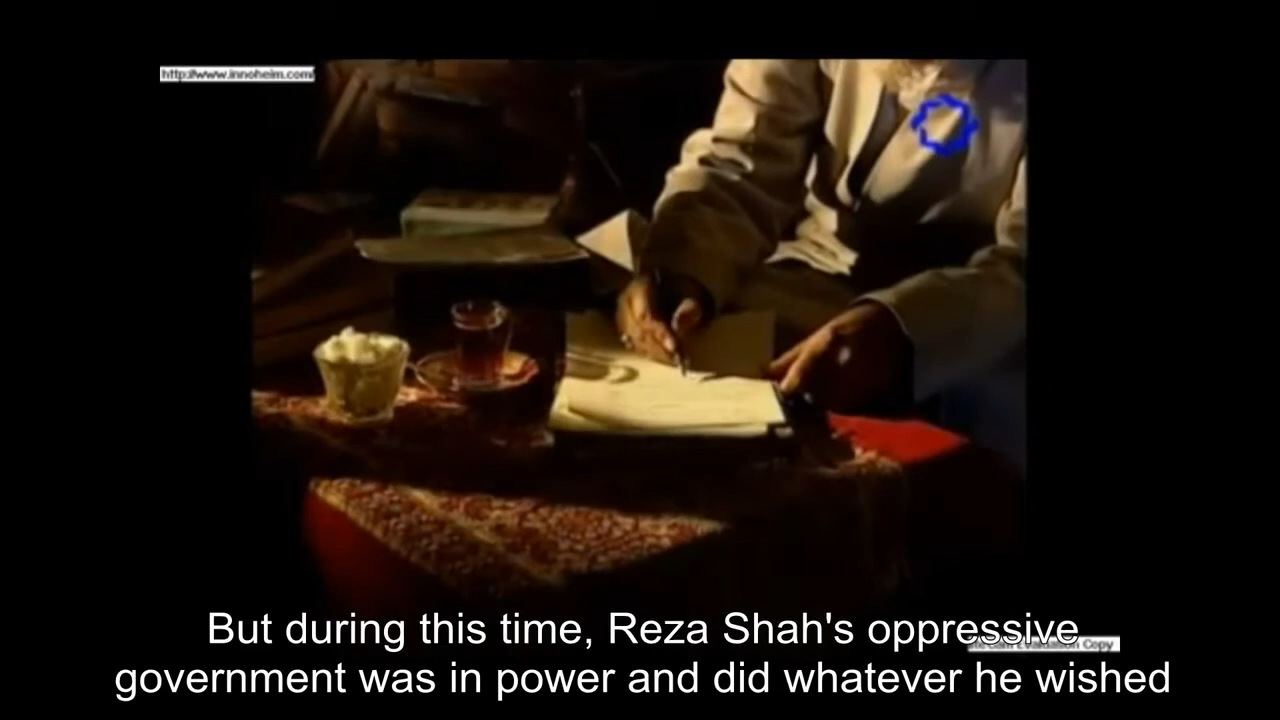 http://www.innoheim.com/
But during this time, Reza Shah's oppressive
Copy
government was in power and did whatever he wished